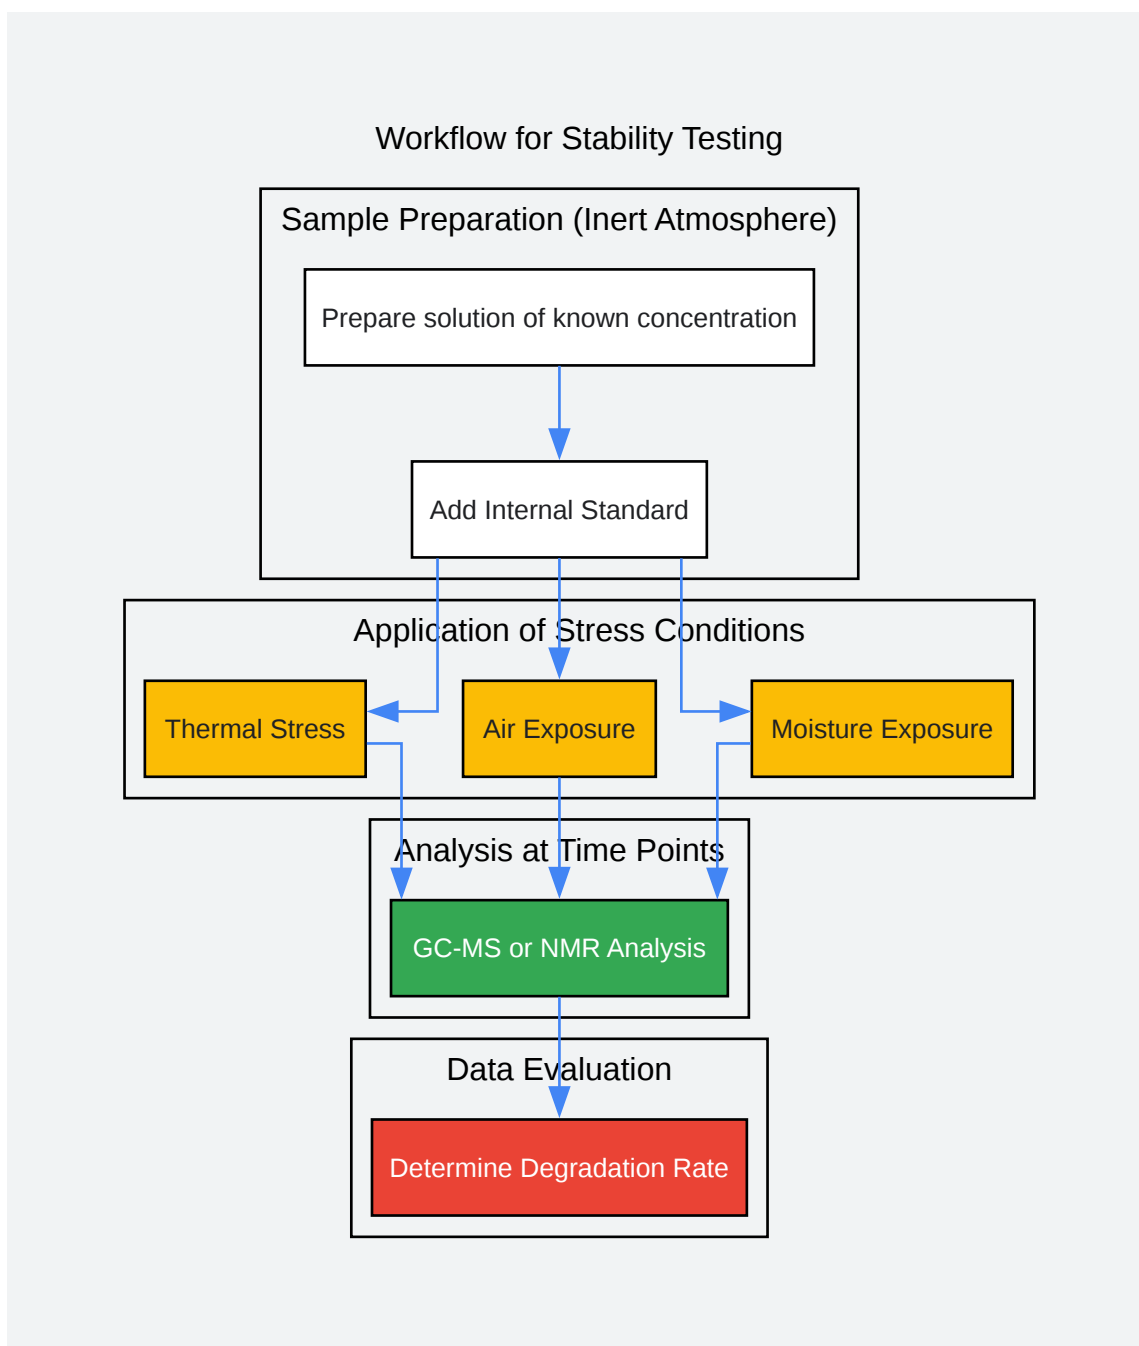 Workflow for Stability Testing
Sample Preparation (Inert Atmosphere)
Prepare solution of known concentration
Add Internal Standard
Application of Stress Conditions
Thermal Stress
Air Exposure
Moisture Exposure
Analysis at Time Points
GC-MS or NMR Analysis
Data Evaluation
Determine Degradation Rate